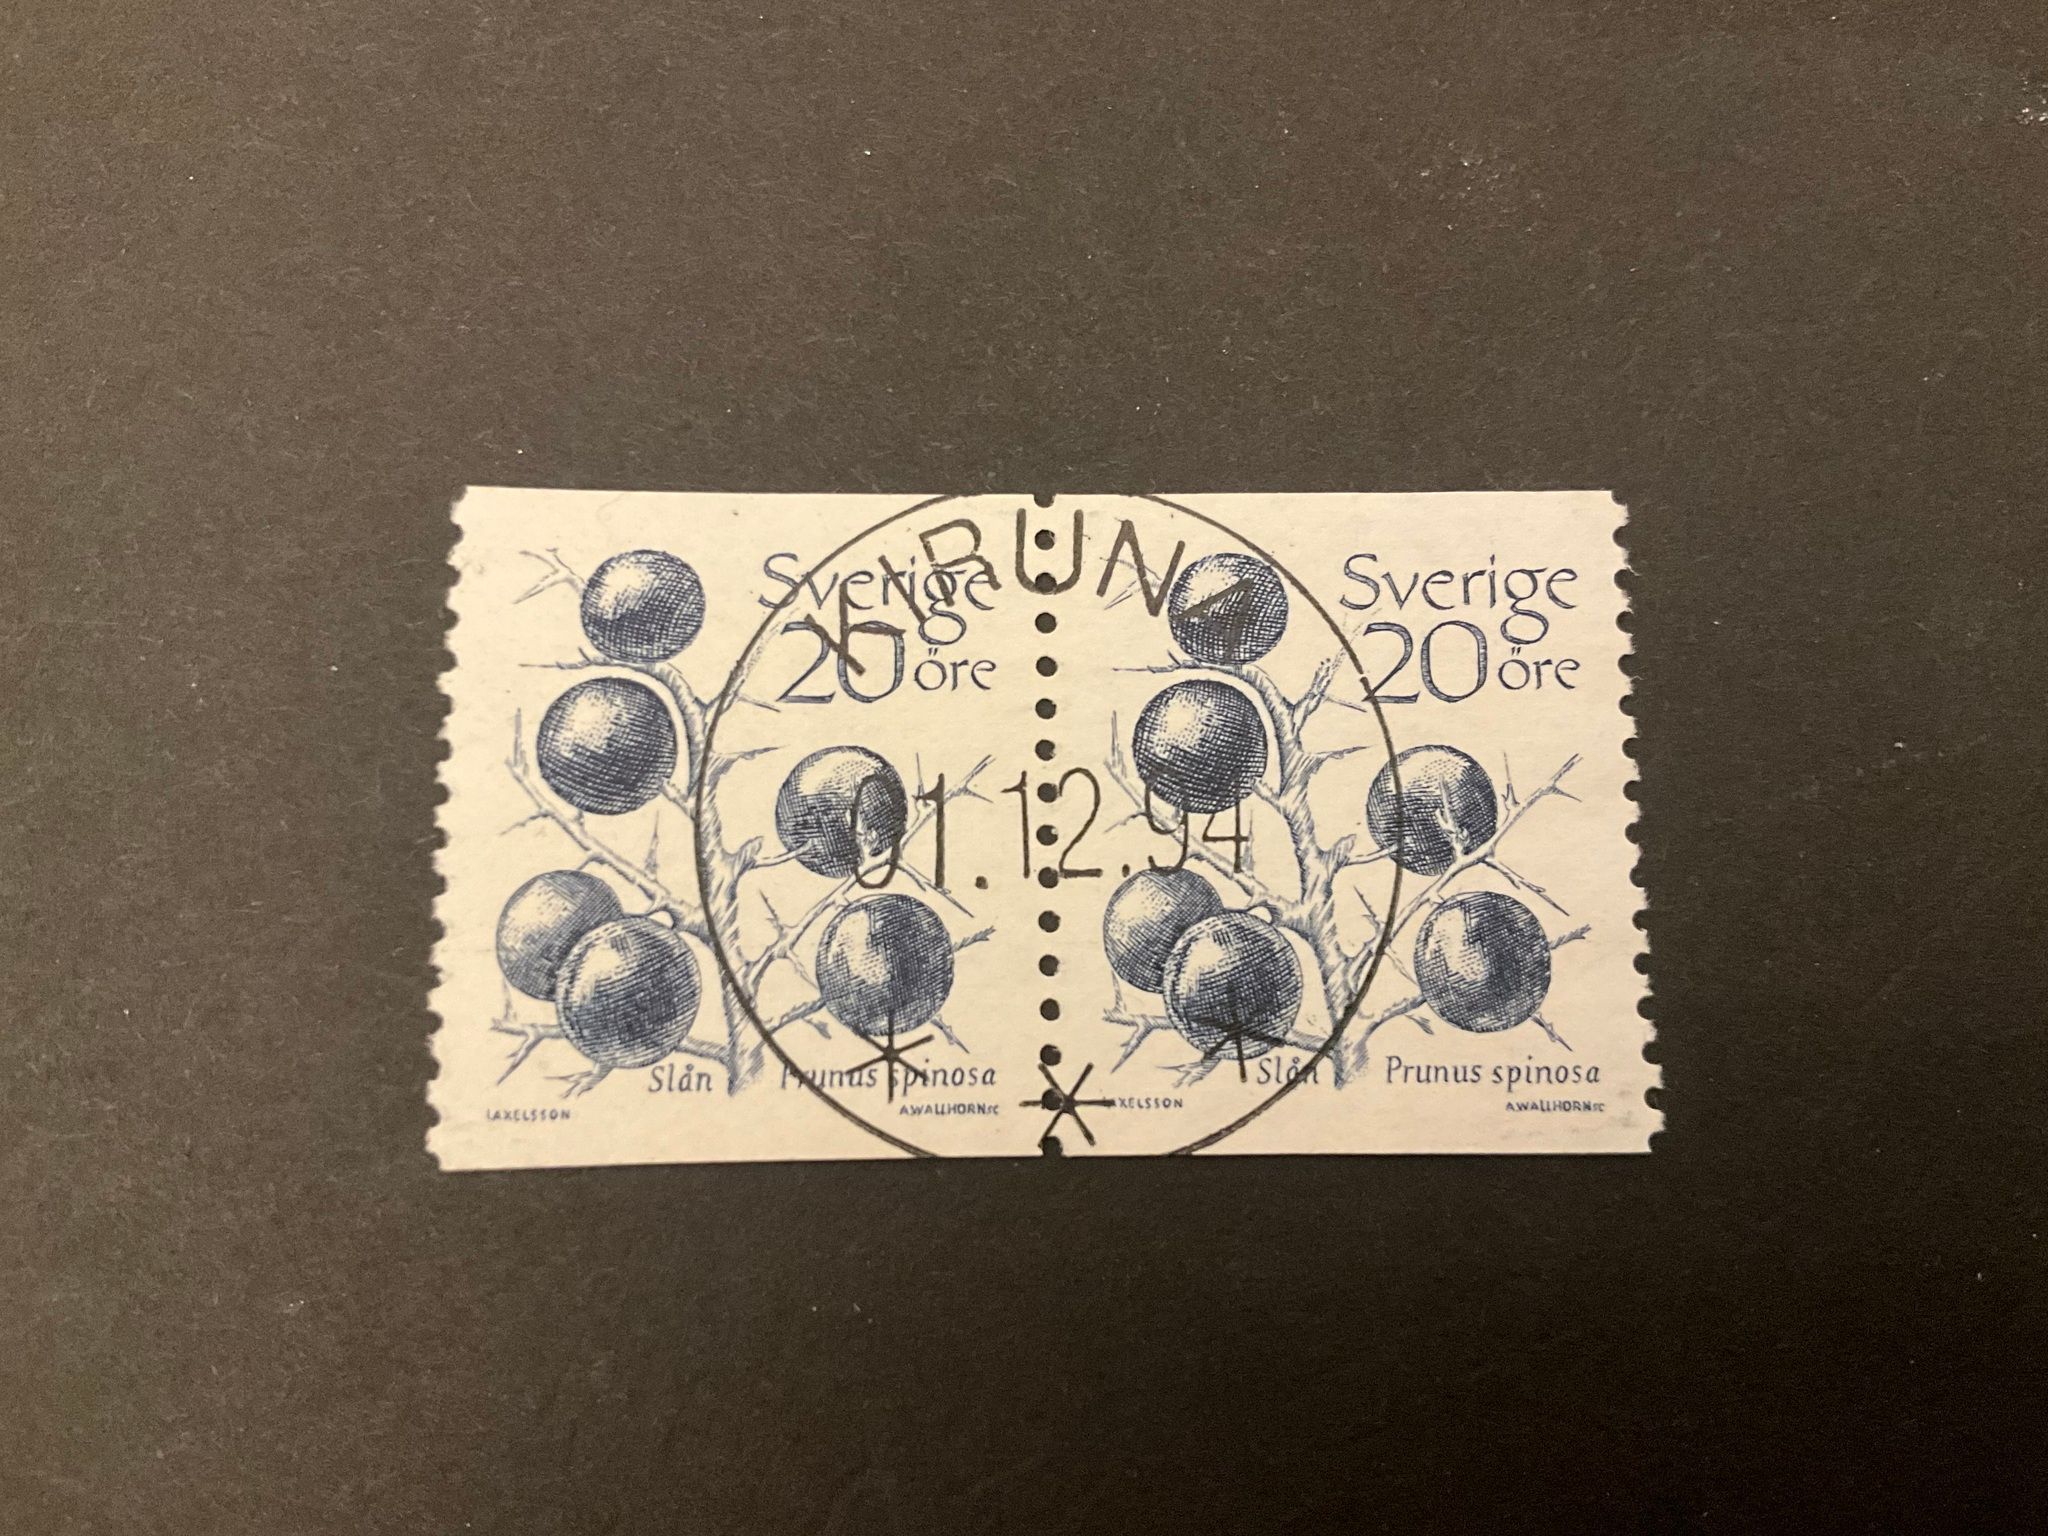 KIRUNA
Sverige
20 öre
01.12.94
Slån Prunus spinosa
I.AXELSSON A.WALLHORN SC
Sverige
20 öre
Slån Prunus spinosa
I.AXELSSON A.WALLHORN SC